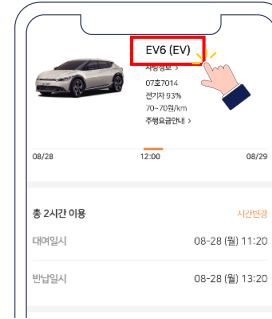 EV6 (EV)
차량정보 >
07호7014
전기차 93%
70~70원/km
주행요금안내 >
08/28 12:00 08/29
총 2시간 이용 시간변경
대여일시 08-28 (월) 11:20
반납일시 08-28 (월) 13:20